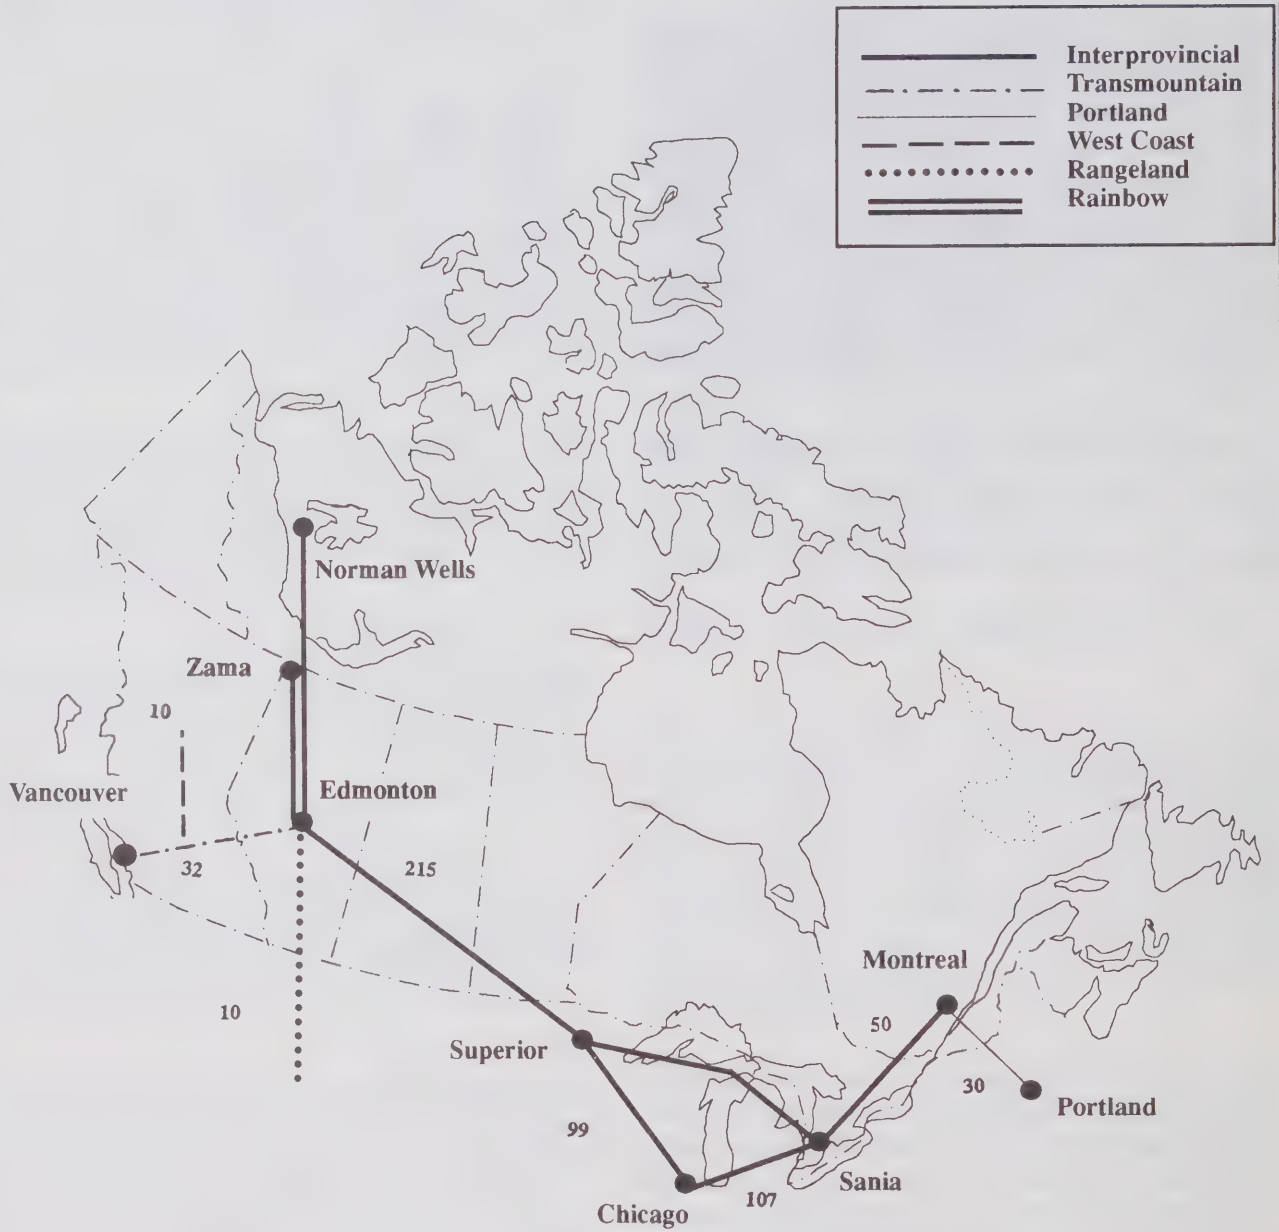 Interprovincial
Transmountain
Portland
West Coast
Rangeland
Rainbow
Norman Wells
Zama
10
Vancouver
Edmonton
32
215
Montreal
10
50
Superior
30
Portland
99
Sania
107
Chicago